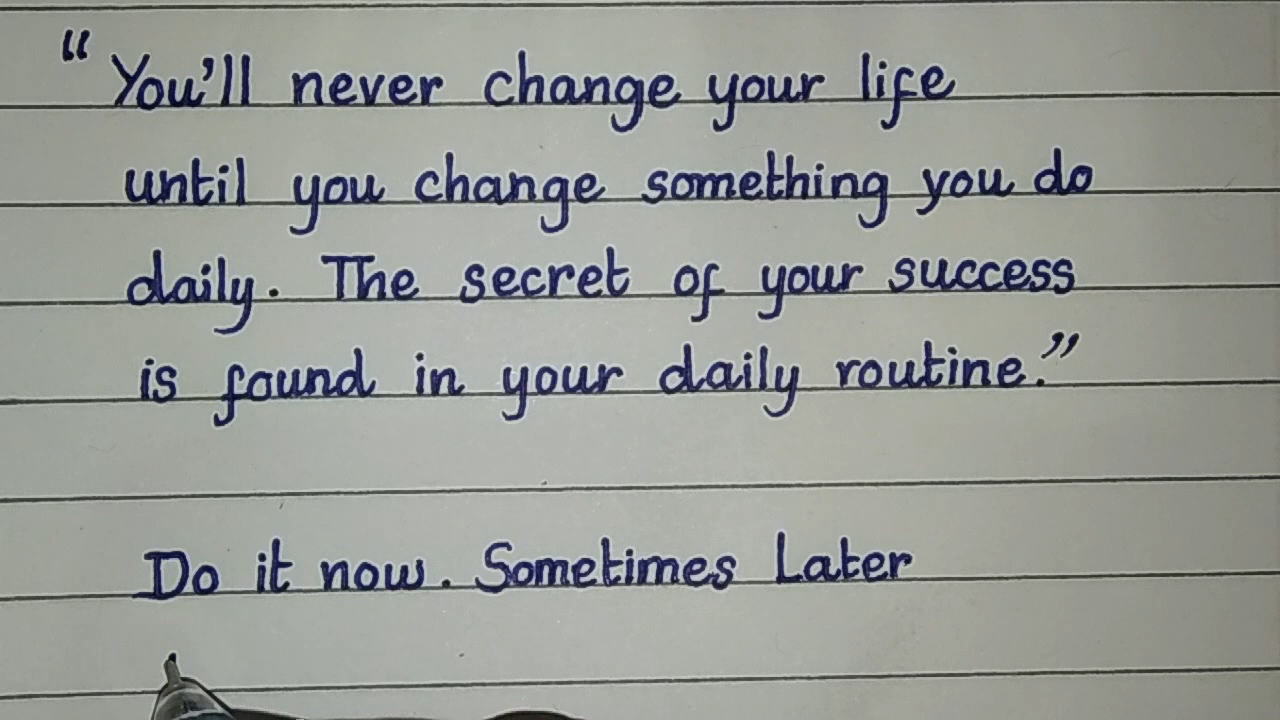 “You’ll never change your life
until you change something you do
daily. The secret of your success
is found in your daily routine.”
Do it now. Sometimes Later